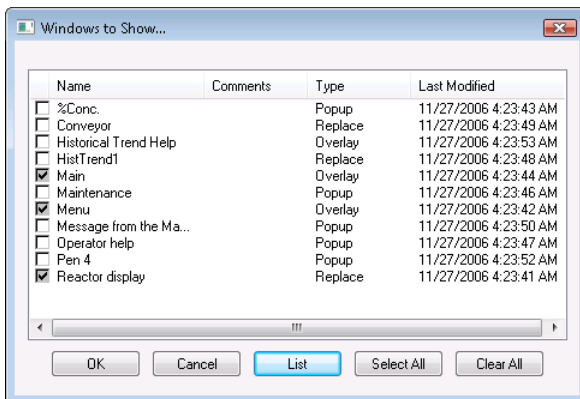 Windows to Show...
Name Comments Type Last Modified
%Conc. Popup 11/27/2006 4:23:43 AM
Conveyor Replace 11/27/2006 4:23:49 AM
Historical Trend Help Overlay 11/27/2006 4:23:53 AM
HistTrend1 Replace 11/27/2006 4:23:48 AM
Main Overlay 11/27/2006 4:23:44 AM
Maintenance Popup 11/27/2006 4:23:46 AM
Menu Overlay 11/27/2006 4:23:42 AM
Message from the Ma... Popup 11/27/2006 4:23:50 AM
Operator help Popup 11/27/2006 4:23:47 AM
Pen 4 Popup 11/27/2006 4:23:52 AM
Reactor display Replace 11/27/2006 4:23:41 AM
OK Cancel List Select All Clear All